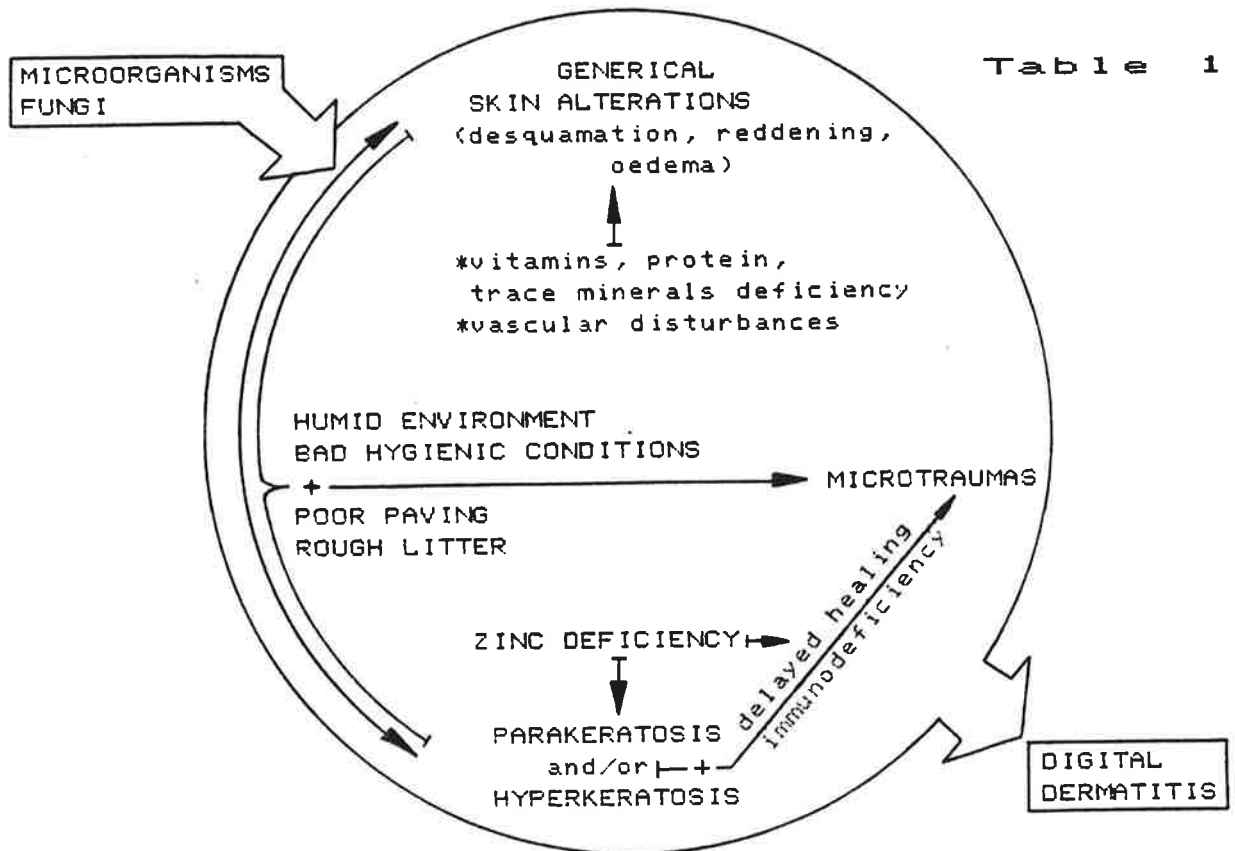 Table 1
MICROORGANISMS
FUNGI
GENERICAL
SKIN ALTERATIONS
(desquamation, reddening,
oedema)
*vitamins, protein,
trace minerals deficiency
*vascular disturbances
HUMID ENVIRONMENT
BAD HYGIENIC CONDITIONS
+
POOR PAVING
ROUGH LITTER
MICROTRAUMAS
delayed healing
immunodeficiency
ZINC DEFICIENCY
PARAKERATOSIS
and/or +
HYPERKERATOSIS
DIGITAL
DERMATITIS